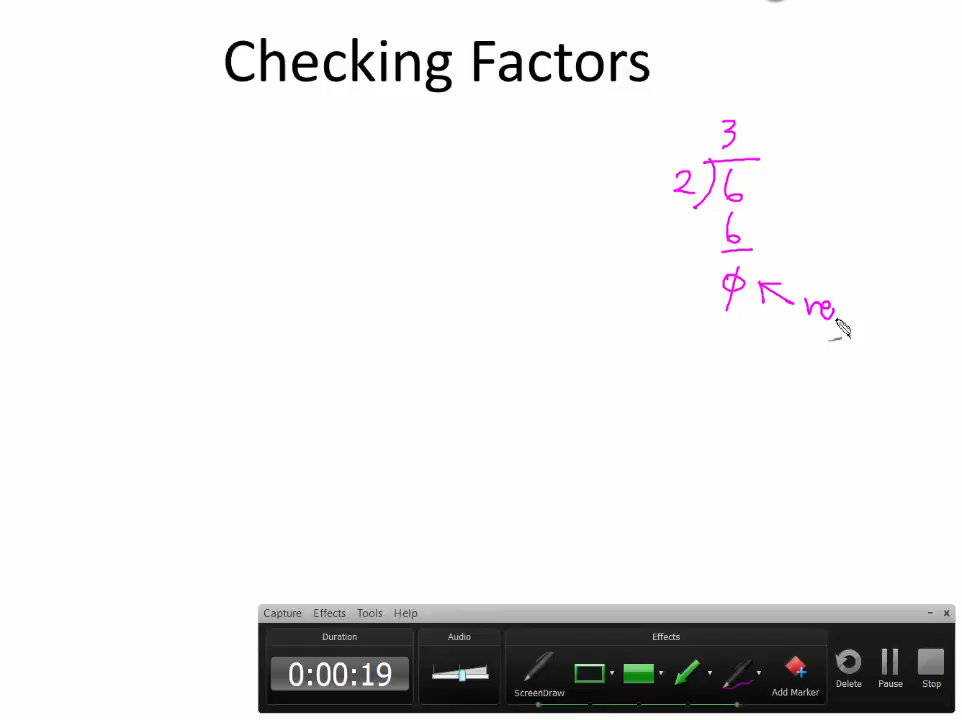 Checking Factors
3
2)6
6
0
re
Capture Effects Tools Help
Duration
Audio
Effects
0:00:19
ScreenDraw
Add Marker
Delete
Pause
Stop